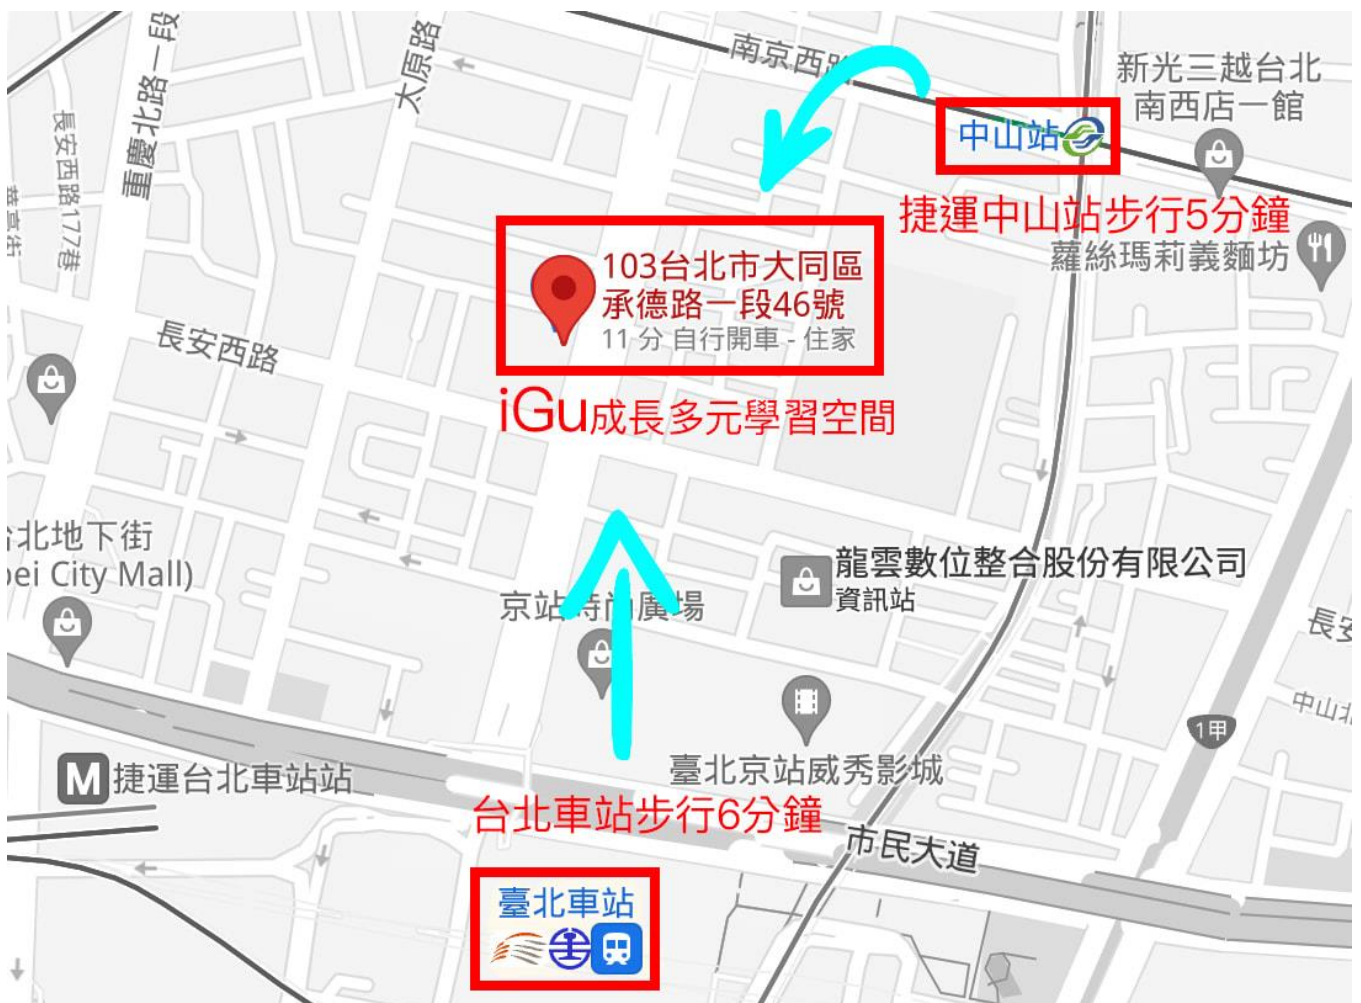 重慶北路一段
太原路
南京西路
新光三越台北
南西店一館
長安西路177巷
中山站
捷運中山站步行5分鐘
蘿絲瑪莉義麵坊
103台北市大同區
承德路一段46號
11 分 自行開車 - 住家
長安西路
iGu成長多元學習空間
台北地下街
pei City Mall)
龍雲數位整合股份有限公司
資訊站
京站時尚廣場
長安
中山北
1甲
M 捷運台北車站站
臺北京站威秀影城
台北車站步行6分鐘
市民大道
臺北車站